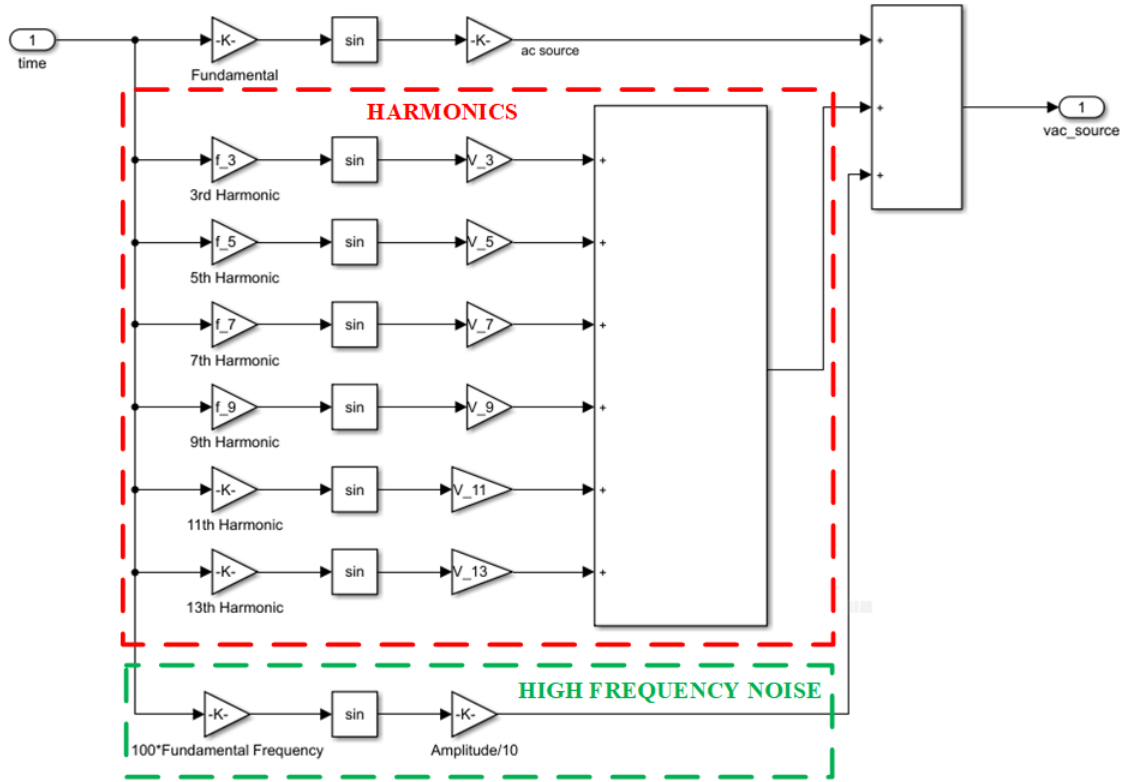 1
time
-K-
Fundamental
sin
-K-
ac source
+
+
+
1
vac_source
HARMONICS
f_3
3rd Harmonic
sin
V_3
+
f_5
5th Harmonic
sin
V_5
+
f_7
7th Harmonic
sin
V_7
+
f_9
9th Harmonic
sin
V_9
+
-K-
11th Harmonic
sin
V_11
+
-K-
13th Harmonic
sin
V_13
+
HIGH FREQUENCY NOISE
-K-
100*Fundamental Frequency
sin
-K-
Amplitude/10